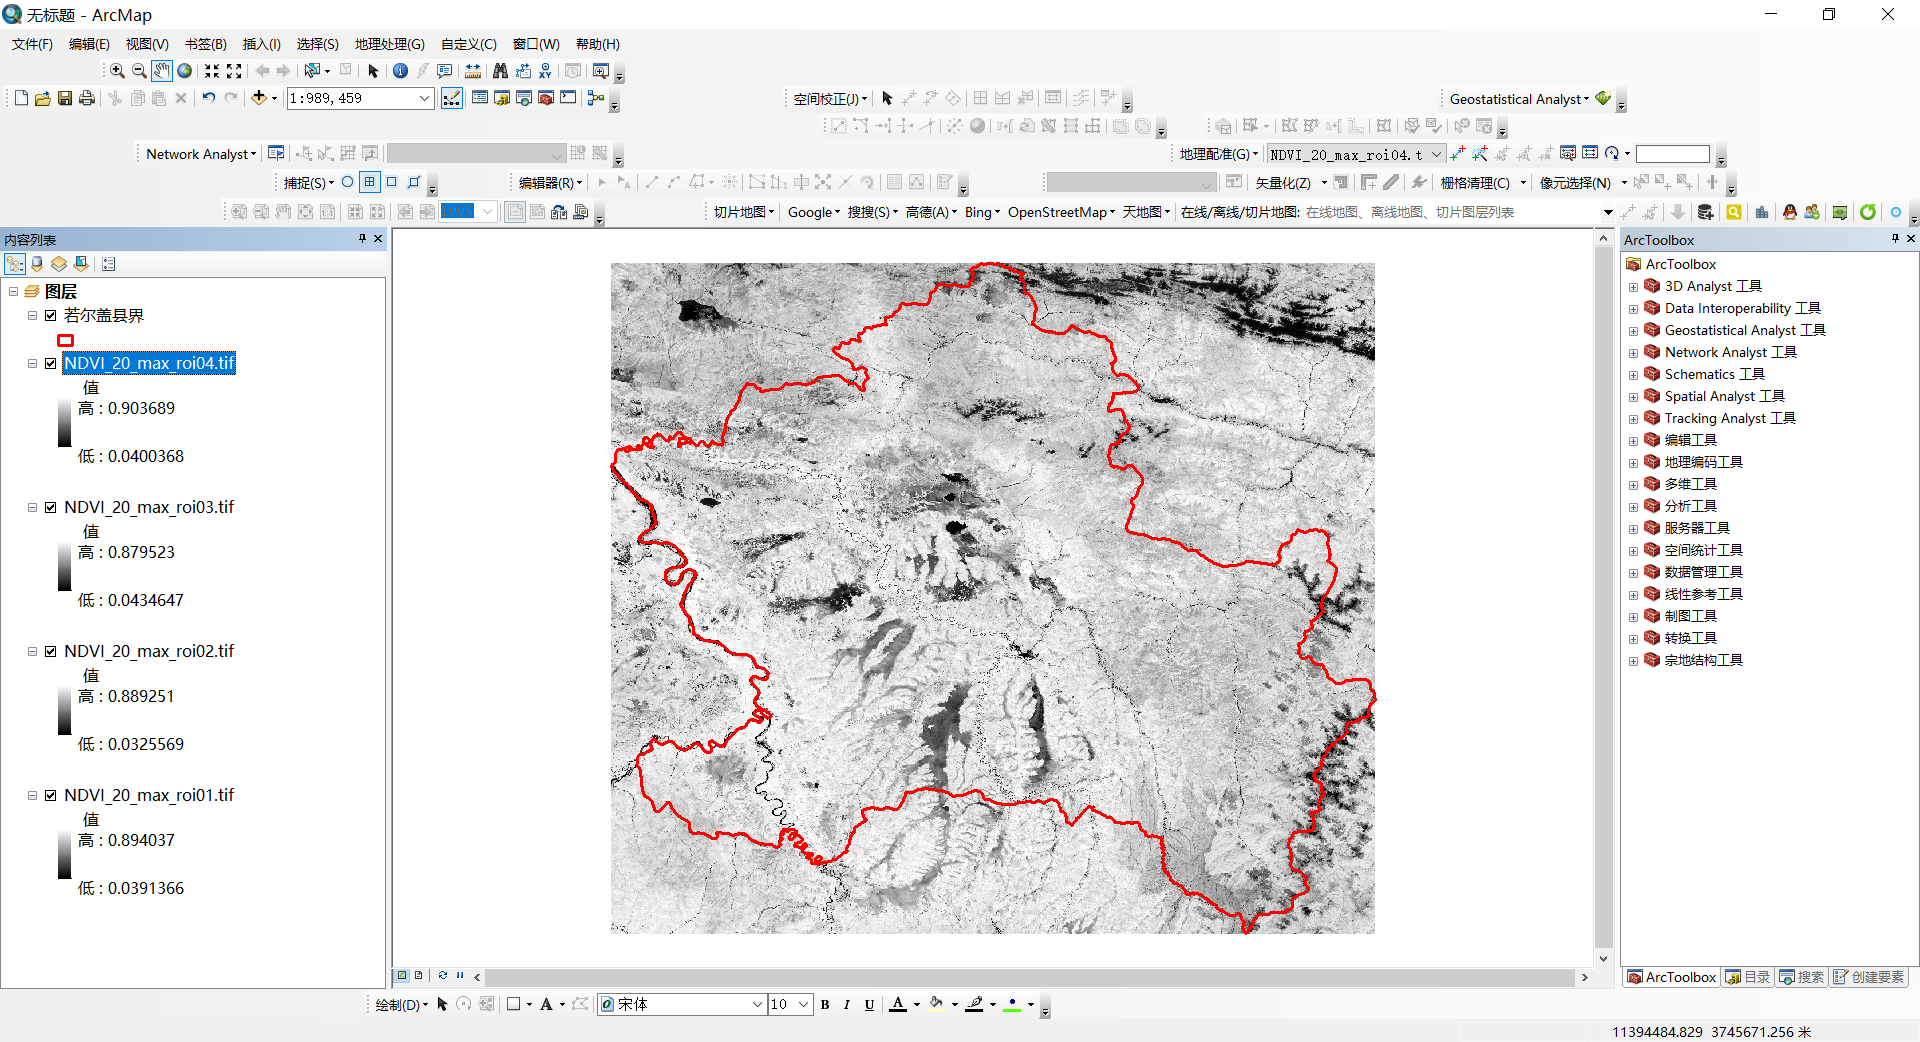 无标题 - ArcMap
文件(F) 编辑(E) 视图(V) 书签(B) 插入(I) 选择(S) 地理处理(G) 自定义(C) 窗口(W) 帮助(H)
1:989,459
空间校正(J)
Geostatistical Analyst
Network Analyst
地理配准(G) NDVI_20_max_roi04.t
捕捉(S) 编辑器(R) 矢量化(Z) 栅格清理(C) 像元选择(N)
100% 切片地图 Google 搜搜(S) 高德(A) Bing OpenStreetMap 天地图 在线/离线/切片地图: 在线地图、离线地图、切片图层列表
内容列表
图层
若尔盖县界
NDVI_20_max_roi04.tif
值
高 : 0.903689
低 : 0.0400368
NDVI_20_max_roi03.tif
值
高 : 0.879523
低 : 0.0434647
NDVI_20_max_roi02.tif
值
高 : 0.889251
低 : 0.0325569
NDVI_20_max_roi01.tif
值
高 : 0.894037
低 : 0.0391366
ArcToolbox
ArcToolbox
3D Analyst 工具
Data Interoperability 工具
Geostatistical Analyst 工具
Network Analyst 工具
Schematics 工具
Spatial Analyst 工具
Tracking Analyst 工具
编辑工具
地理编码工具
多维工具
分析工具
服务器工具
空间统计工具
数据管理工具
线性参考工具
制图工具
转换工具
宗地结构工具
ArcToolbox 目录 搜索 创建要素
绘制(D) A 宋体 10 B I U A
11394484.829 3745671.256 米